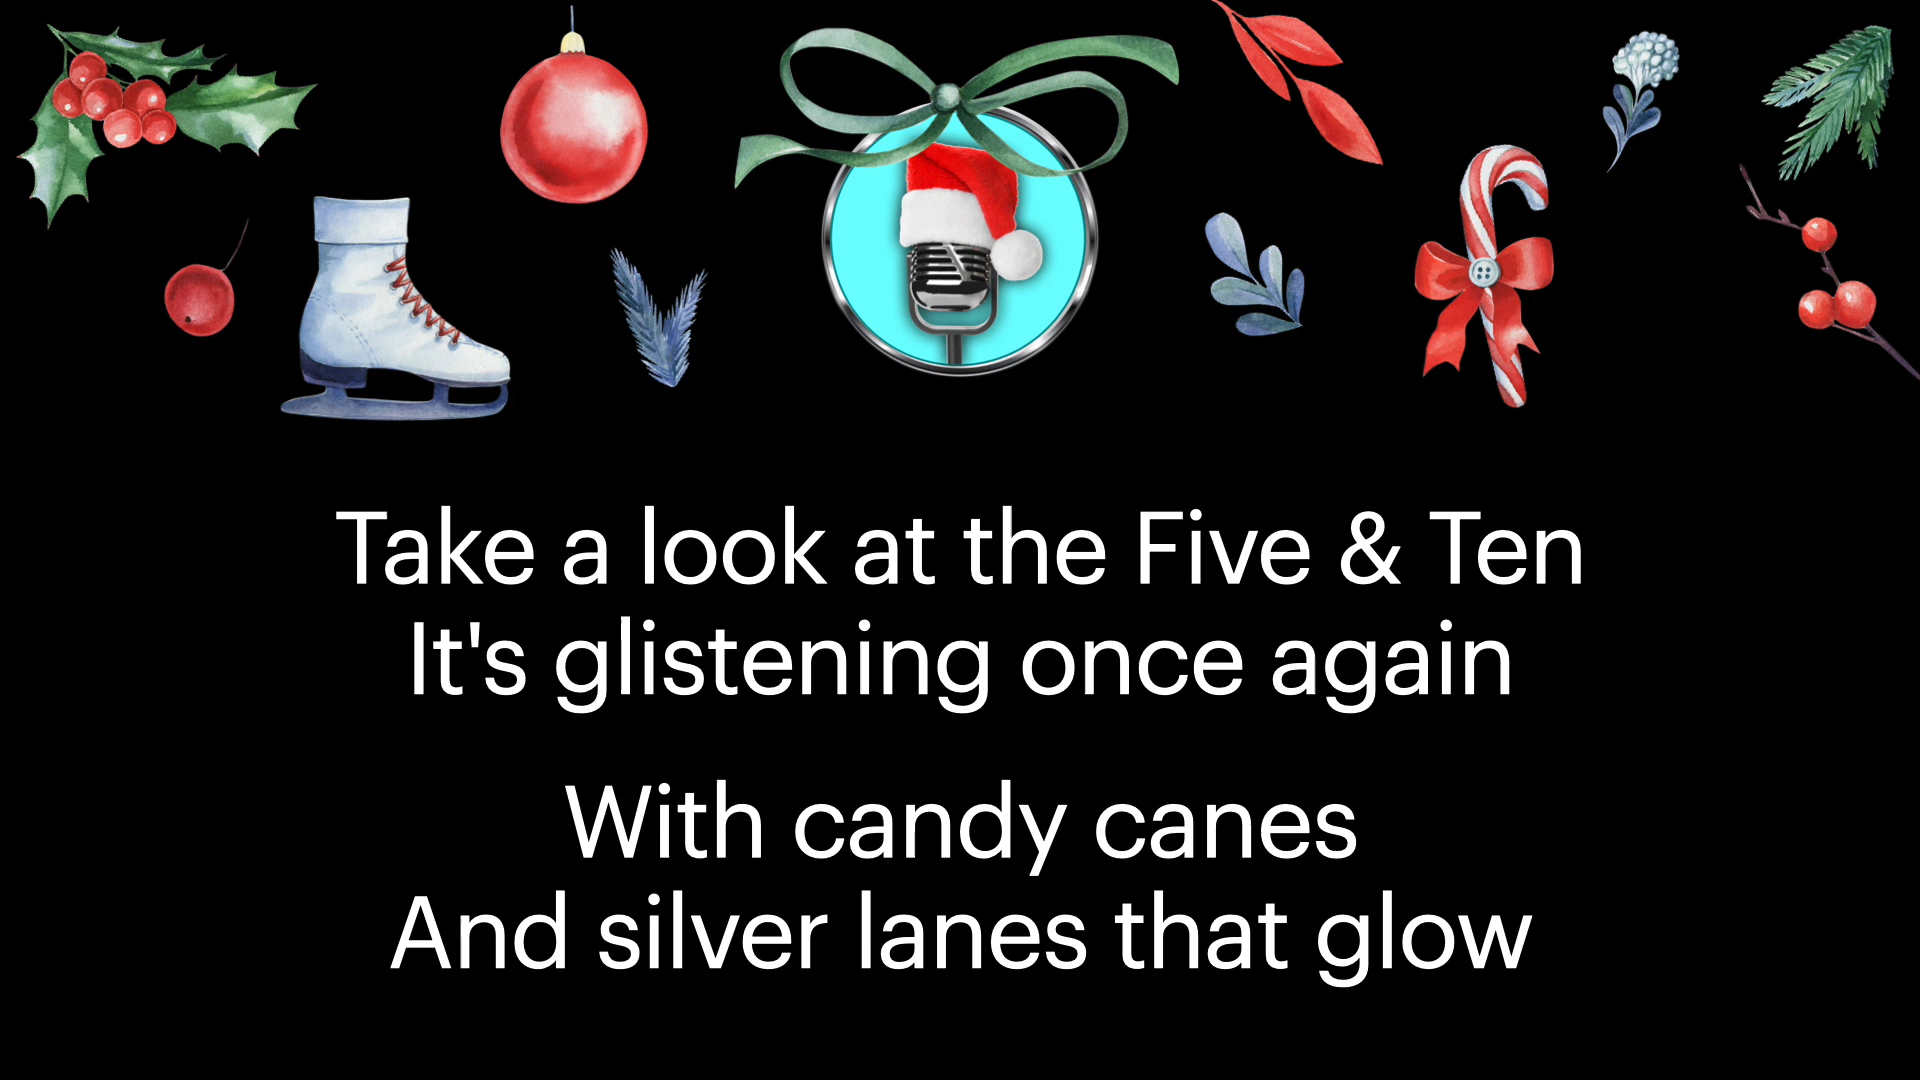 Take a look at the Five & Ten
It's glistening once again
With candy canes
And silver lanes that glow